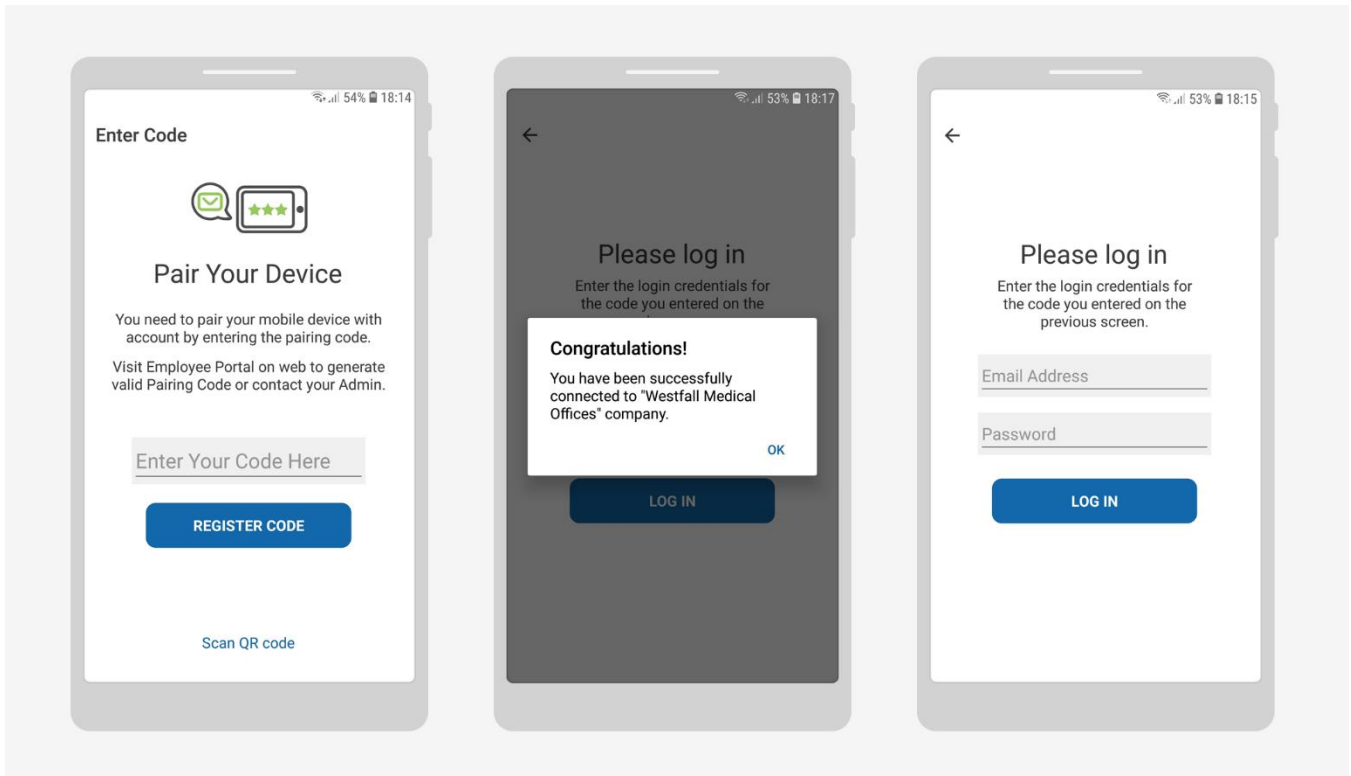 54% 18:14
Enter Code
Pair Your Device
You need to pair your mobile device with
account by entering the pairing code.
Visit Employee Portal on web to generate
valid Pairing Code or contact your Admin.
Enter Your Code Here
REGISTER CODE
Scan QR code
53% 18:17
Please log in
Enter the login credentials for
the code you entered on the
Congratulations!
You have been successfully
connected to "Westfall Medical
Offices" company.
OK
LOG IN
53% 18:15
Please log in
Enter the login credentials for
the code you entered on the
previous screen.
Email Address
Password
LOG IN